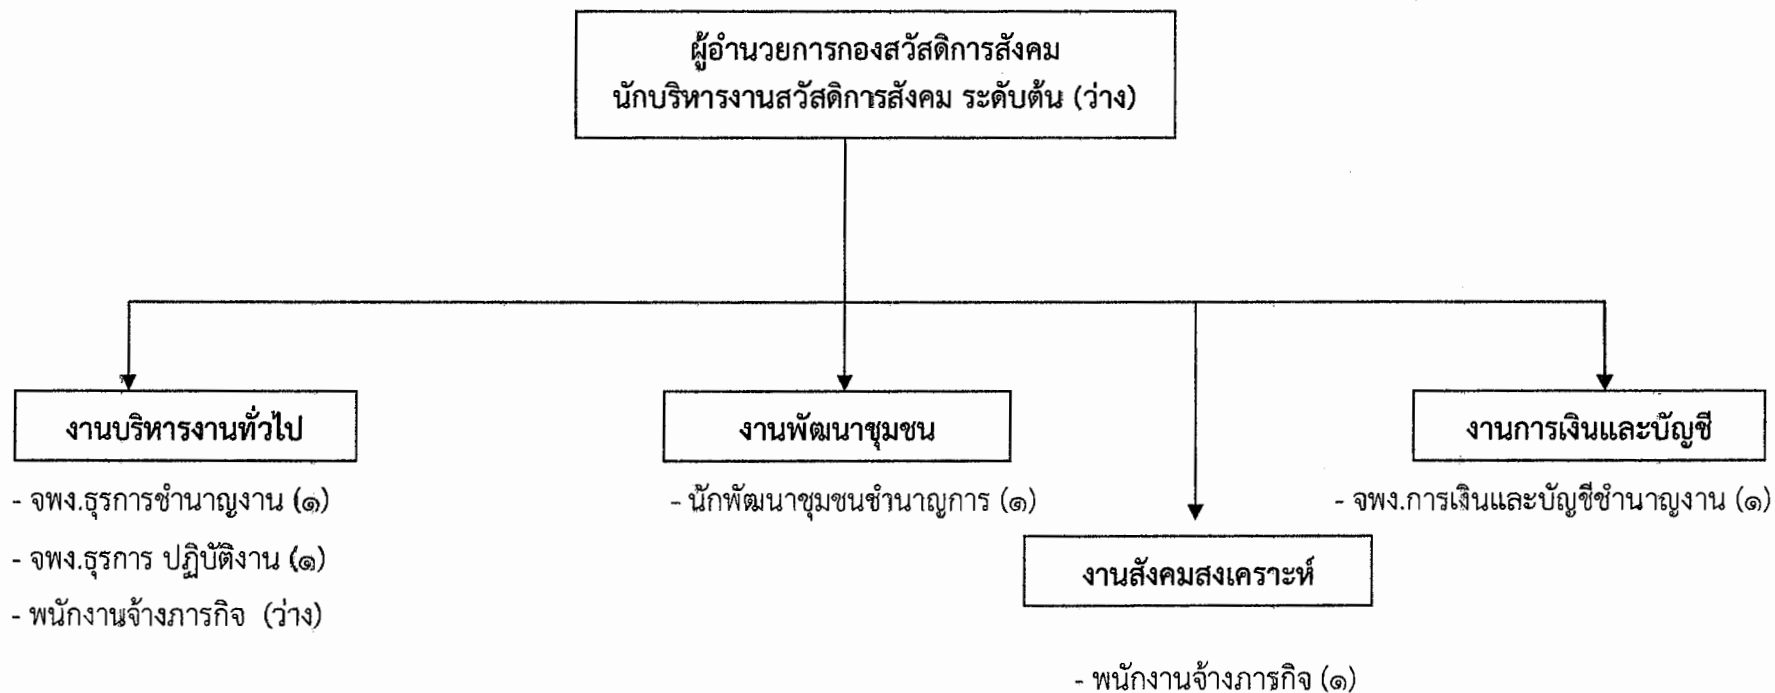 ผู้อำนวยการกองสวัสดิการสังคม
นักบริหารงานสวัสดิการสังคม ระดับต้น (ว่าง)
งานบริหารงานทั่วไป
- จพง.ธุรการชำนาญงาน (๑)
- จพง.ธุรการ ปฏิบัติงาน (๑)
- พนักงานจ้างภารกิจ (ว่าง)
งานพัฒนาชุมชน
- นักพัฒนาชุมชนชำนาญการ (๑)
งานสังคมสงเคราะห์
- พนักงานจ้างภารกิจ (๑)
งานการเงินและบัญชี
- จพง.การเงินและบัญชีชำนาญงาน (๑)